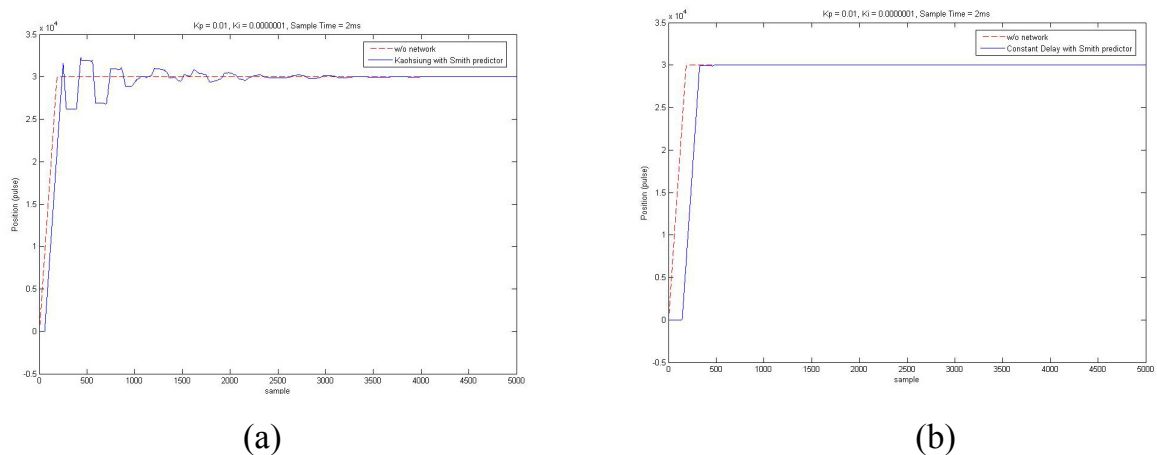 Kp = 0.01, Ki = 0.0000001, Sample Time = 2ms
x 10^4
3.5
3
2.5
2
1.5
1
0.5
0
-0.5
Position (pulse)
w/o network
Kaohsiung with Smith predictor
0 500 1000 1500 2000 2500 3000 3500 4000 4500 5000
sample
(a)
Kp = 0.01, Ki = 0.0000001, Sample Time = 2ms
x 10^4
3.5
3
2.5
2
1.5
1
0.5
0
-0.5
Position (pulse)
w/o network
Constant Delay with Smith predictor
0 500 1000 1500 2000 2500 3000 3500 4000 4500 5000
sample
(b)